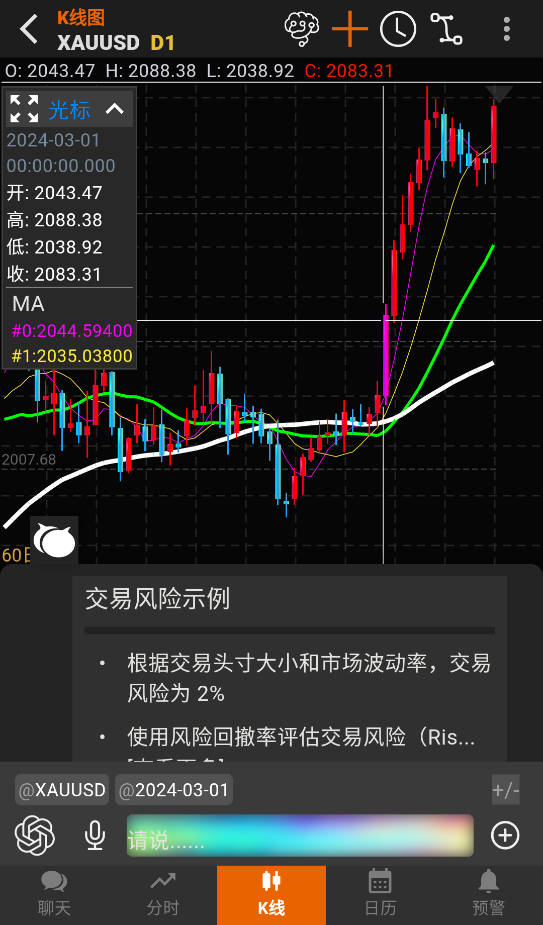 K线图
XAUUSD D1
O: 2043.47 H: 2088.38 L: 2038.92 C: 2083.31
光标
2024-03-01
00:00:00.000
开: 2043.47
高: 2088.38
低: 2038.92
收: 2083.31
MA
#0:2044.59400
#1:2035.03800
2007.68
60日
交易风险示例
• 根据交易头寸大小和市场波动率，交易
风险为 2%
• 使用风险回撤率评估交易风险（Ris...
@XAUUSD @2024-03-01 +/-
请说......
聊天 分时 K线 日历 预警